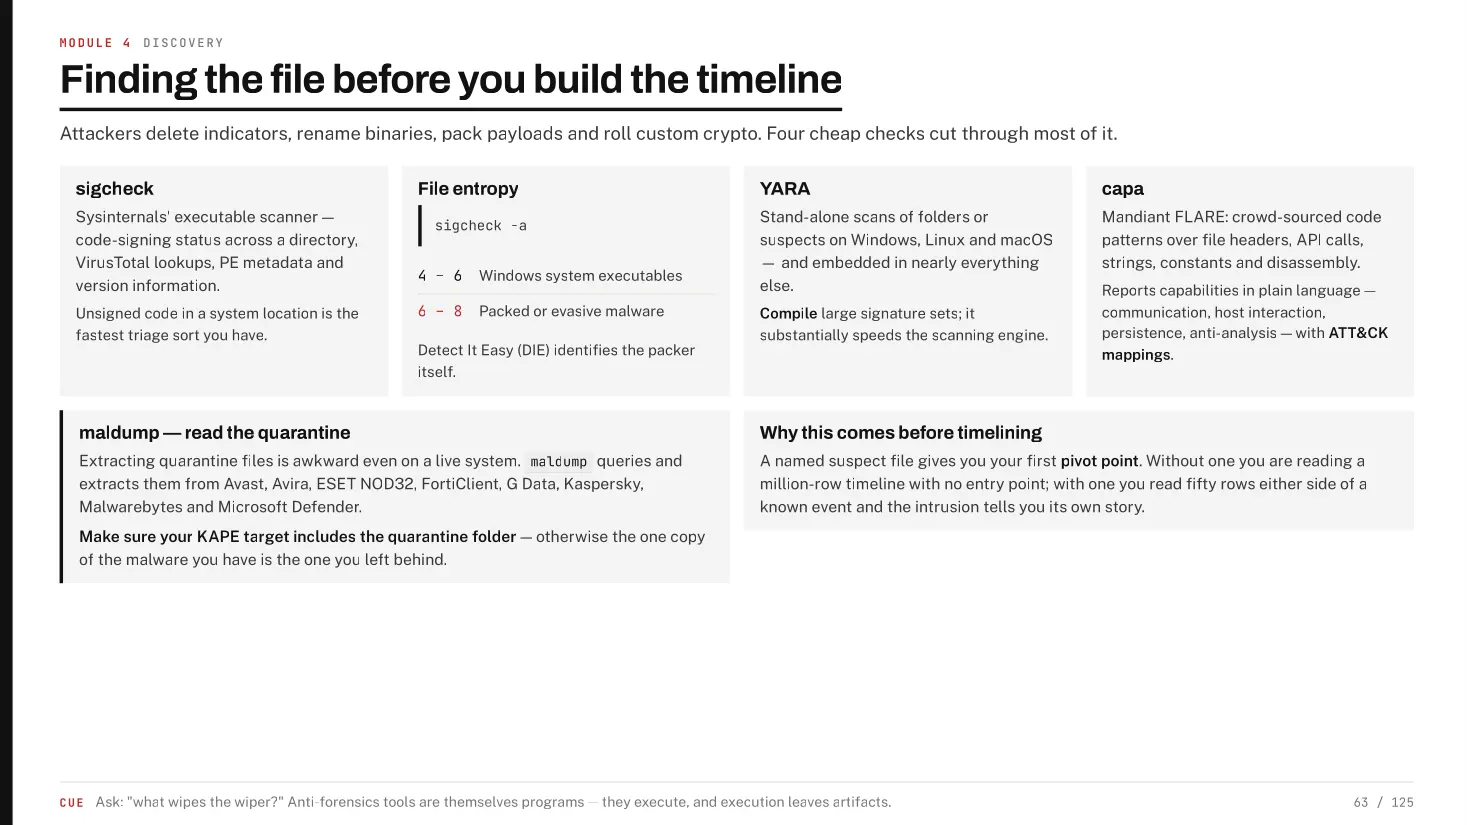 MODULE 4 DISCOVERY
Finding the file before you build the timeline
Attackers delete indicators, rename binaries, pack payloads and roll custom crypto. Four cheap checks cut through most of it.
sigcheck
Sysinternals' executable scanner —
code-signing status across a directory,
VirusTotal lookups, PE metadata and
version information.
Unsigned code in a system location is the
fastest triage sort you have.
File entropy
sigcheck -a
4 – 6 Windows system executables
6 – 8 Packed or evasive malware
Detect It Easy (DIE) identifies the packer
itself.
YARA
Stand-alone scans of folders or
suspects on Windows, Linux and macOS
— and embedded in nearly everything
else.
Compile large signature sets; it
substantially speeds the scanning engine.
capa
Mandiant FLARE: crowd-sourced code
patterns over file headers, API calls,
strings, constants and disassembly.
Reports capabilities in plain language —
communication, host interaction,
persistence, anti-analysis — with ATT&CK
mappings.
maldump — read the quarantine
Extracting quarantine files is awkward even on a live system. maldump queries and
extracts them from Avast, Avira, ESET NOD32, FortiClient, G Data, Kaspersky,
Malwarebytes and Microsoft Defender.
Make sure your KAPE target includes the quarantine folder — otherwise the one copy
of the malware you have is the one you left behind.
Why this comes before timelining
A named suspect file gives you your first pivot point. Without one you are reading a
million-row timeline with no entry point; with one you read fifty rows either side of a
known event and the intrusion tells you its own story.
CUE Ask: "what wipes the wiper?" Anti-forensics tools are themselves programs — they execute, and execution leaves artifacts.
63 / 125